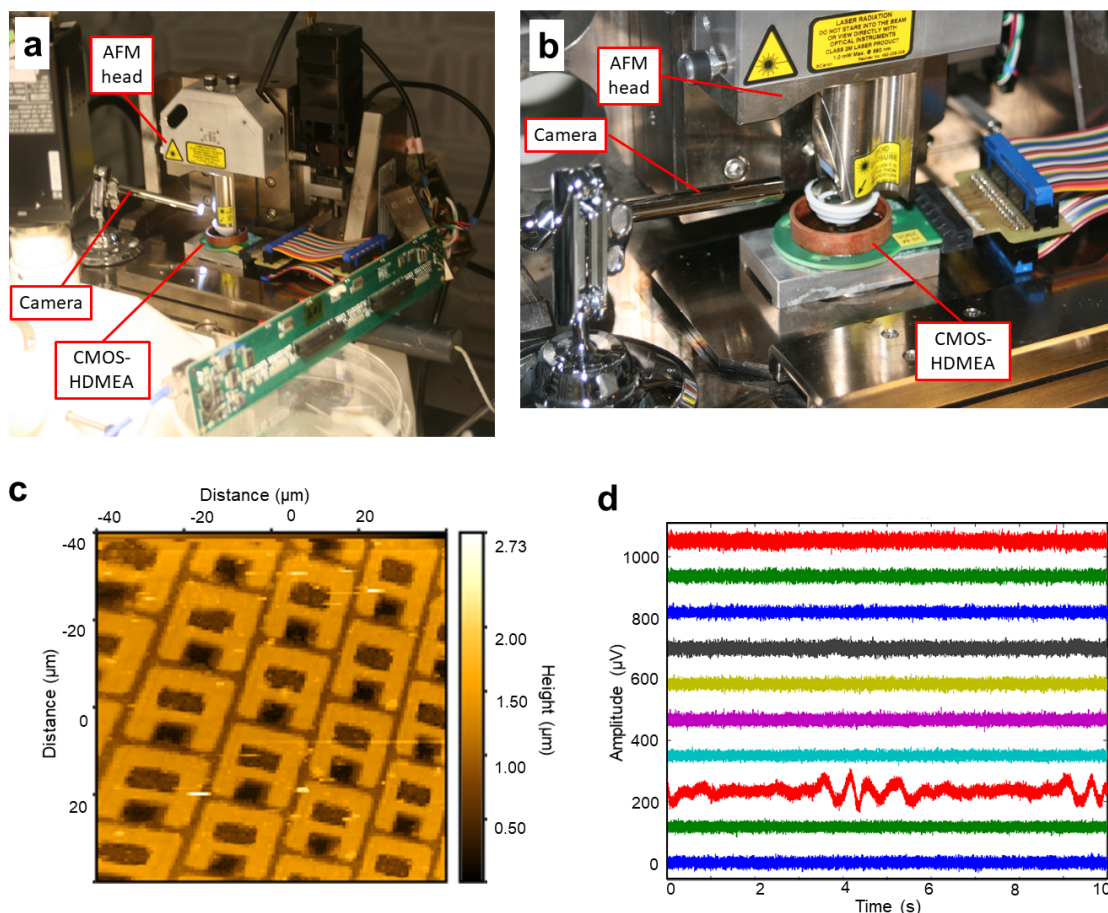 a
AFM
head
Camera
CMOS-
HDMEA
b
LASER RADIATION
DO NOT STARE INTO THE BEAM
OR VIEW DIRECTLY WITH
OPTICAL INSTRUMENTS
CLASS 2M LASER PRODUCT
AFM
head
Camera
CMOS-
HDMEA
c
Distance (µm)
-40
-20
0
20
-40
-20
0
20
Distance (µm)
2.73
2.00
1.50
1.00
0.50
Height (µm)
d
1000
800
600
400
200
0
Amplitude (µV)
0
2
4
6
8
10
Time (s)